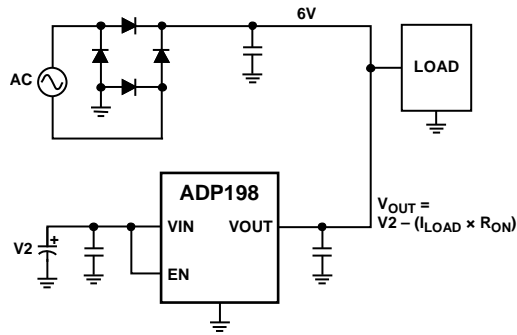 6V
AC
LOAD
ADP198
VIN
VOUT
EN
V2
+
VOUT =
V2 – (ILOAD × RON)